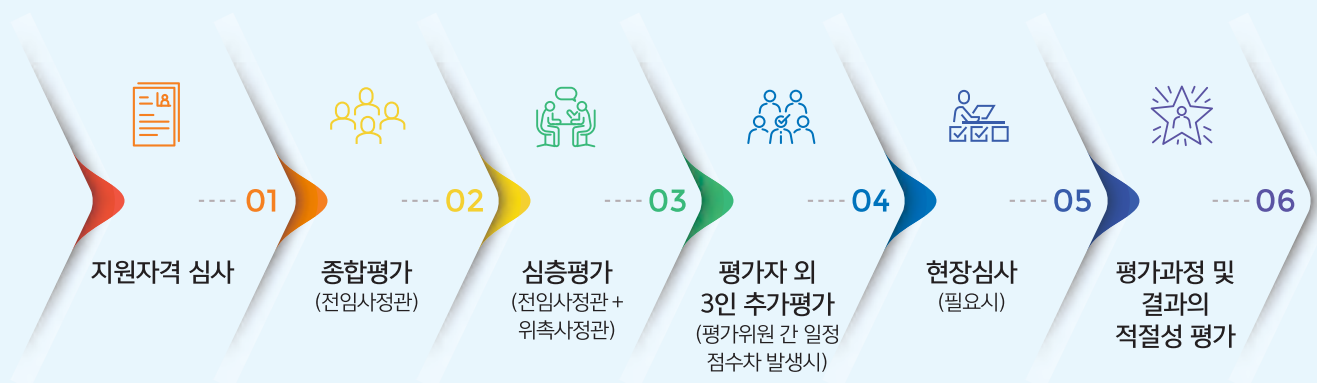 01
지원자격 심사
02
종합평가
(전임사정관)
03
심층평가
(전임사정관 +
위촉사정관)
04
평가자 외
3인 추가평가
(평가위원 간 일정
점수차 발생시)
05
현장심사
(필요시)
06
평가과정 및
결과의
적절성 평가